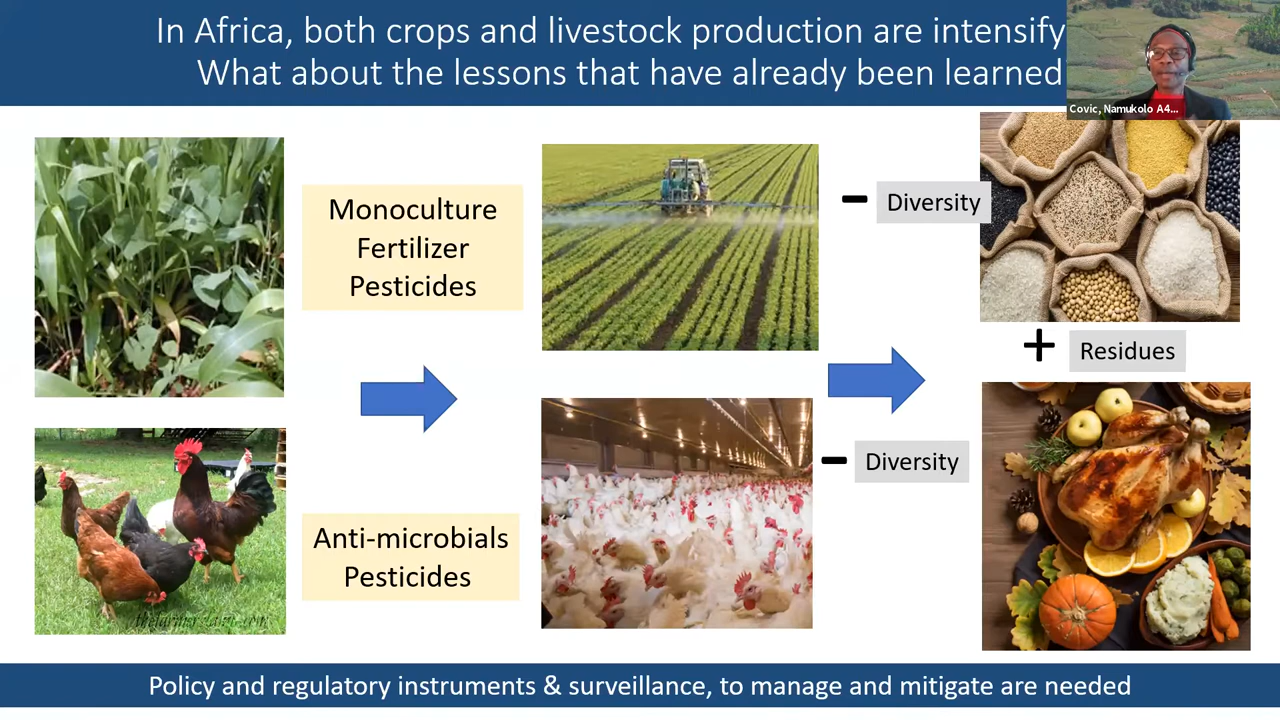 In Africa, both crops and livestock production are intensify
What about the lessons that have already been learned
Covic, Namukolo A4...
Monoculture
Fertilizer
Pesticides
Diversity
+
Residues
Anti-microbials
Pesticides
Diversity
Policy and regulatory instruments & surveillance, to manage and mitigate are needed